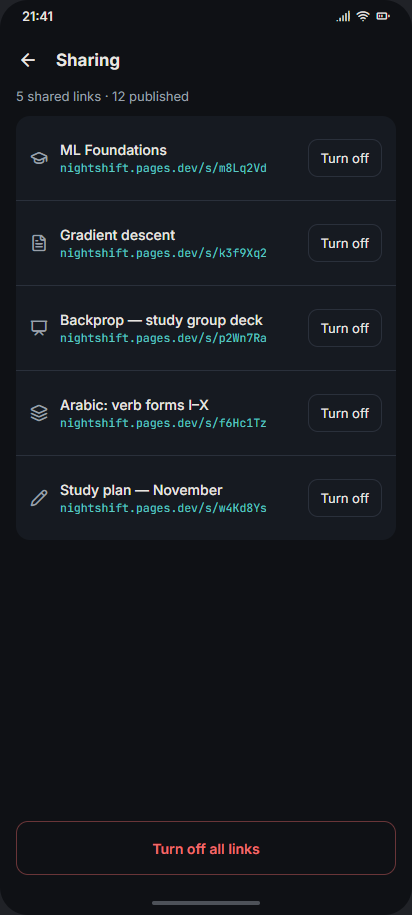 21:41
Sharing
5 shared links · 12 published
ML Foundations
nightshift.pages.dev/s/m8Lq2Vd
Turn off
Gradient descent
nightshift.pages.dev/s/k3f9Xq2
Turn off
Backprop — study group deck
nightshift.pages.dev/s/p2Wn7Ra
Turn off
Arabic: verb forms I–X
nightshift.pages.dev/s/f6Hc1Tz
Turn off
Study plan — November
nightshift.pages.dev/s/w4Kd8Ys
Turn off
Turn off all links